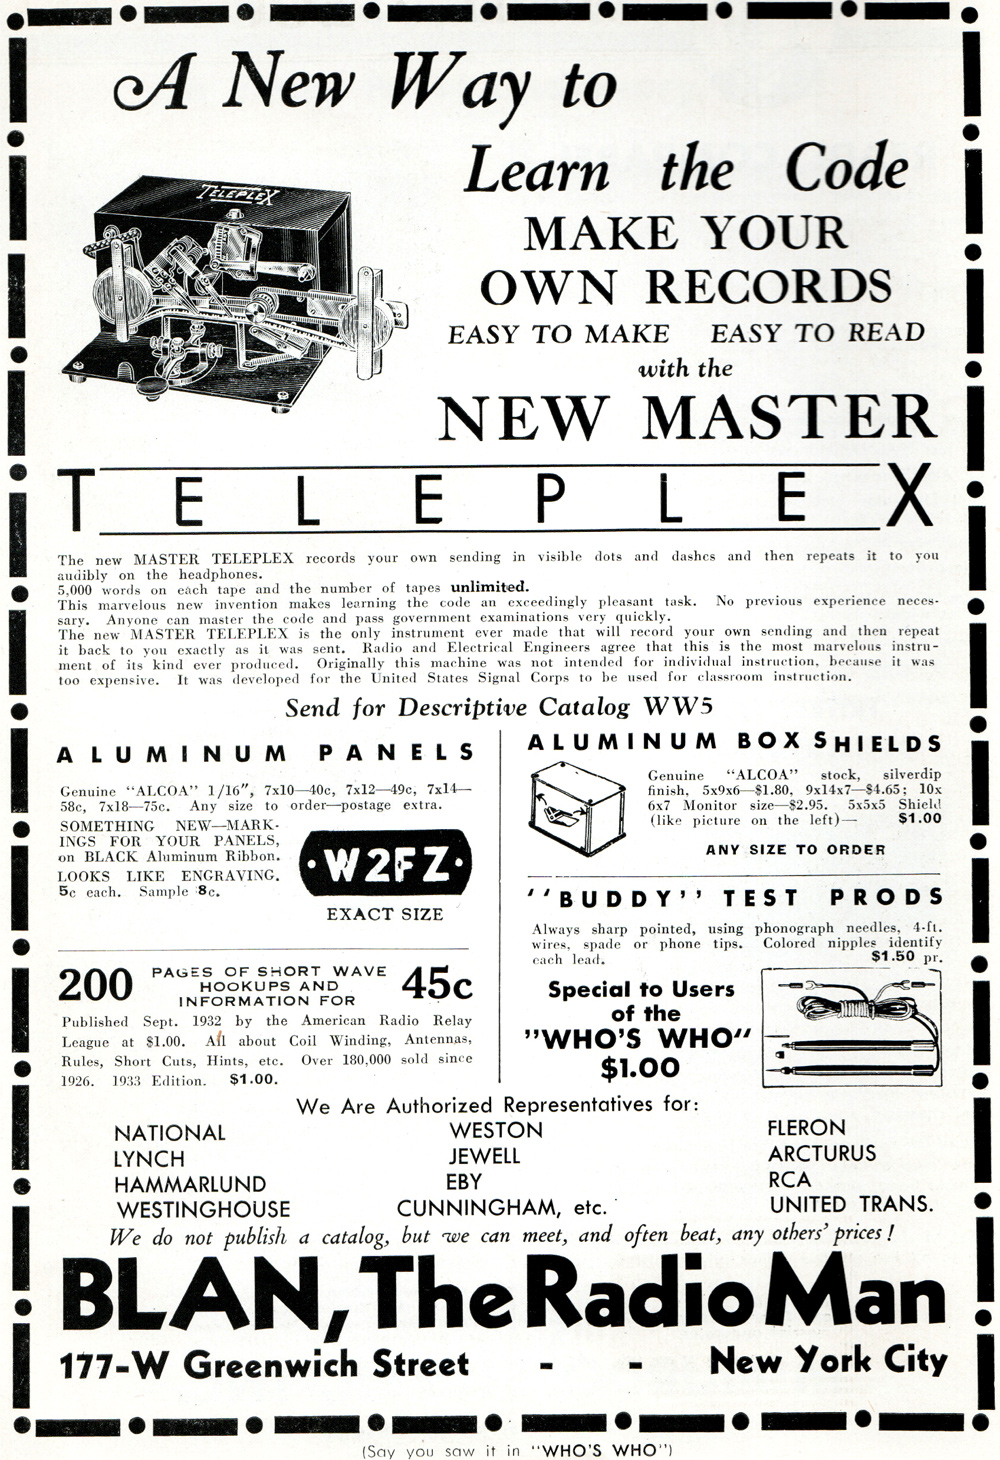 A New Way to
Learn the Code
MAKE YOUR
OWN RECORDS
EASY TO MAKE EASY TO READ
with the
NEW MASTER
TELEPLEX
TELEPLEX
The new MASTER TELEPLEX records your own sending in visible dots and dashes and then repeats it to you
audibly on the headphones.
5,000 words on each tape and the number of tapes unlimited.
This marvelous new invention makes learning the code an exceedingly pleasant task. No previous experience neces-
sary. Anyone can master the code and pass government examinations very quickly.
The new MASTER TELEPLEX is the only instrument ever made that will record your own sending and then repeat
it back to you exactly as it was sent. Radio and Electrical Engineers agree that this is the most marvelous instru-
ment of its kind ever produced. Originally this machine was not intended for individual instruction, because it was
too expensive. It was developed for the United States Signal Corps to be used for classroom instruction.
Send for Descriptive Catalog WW5
ALUMINUM PANELS
Genuine "ALCOA" 1/16", 7x10—40c, 7x12—49c, 7x14—
58c, 7x18—75c. Any size to order—postage extra.
SOMETHING NEW—MARK-
INGS FOR YOUR PANELS,
on BLACK Aluminum Ribbon.
LOOKS LIKE ENGRAVING.
5c each. Sample 8c.
·W2FZ·
EXACT SIZE
200 PAGES OF SHORT WAVE
HOOKUPS AND
INFORMATION FOR 45c
Published Sept. 1932 by the American Radio Relay
League at $1.00. All about Coil Winding, Antennas,
Rules, Short Cuts, Hints, etc. Over 180,000 sold since
1926. 1933 Edition. $1.00.
ALUMINUM BOX SHIELDS
Genuine "ALCOA" stock, silverdip
finish, 5x9x6—$1.80, 9x14x7—$4.65; 10x
6x7 Monitor size—$2.95. 5x5x5 Shield
(like picture on the left)— $1.00
ANY SIZE TO ORDER
"BUDDY" TEST PRODS
Always sharp pointed, using phonograph needles, 4-ft.
wires, spade or phone tips. Colored nipples identify
each lead. $1.50 pr.
Special to Users
of the
"WHO'S WHO"
$1.00
We Are Authorized Representatives for:
NATIONAL WESTON FLERON
LYNCH JEWELL ARCTURUS
HAMMARLUND EBY RCA
WESTINGHOUSE CUNNINGHAM, etc. UNITED TRANS.
We do not publish a catalog, but we can meet, and often beat, any others' prices!
BLAN, The Radio Man
177-W Greenwich Street - - New York City
(Say you saw it in "WHO'S WHO")